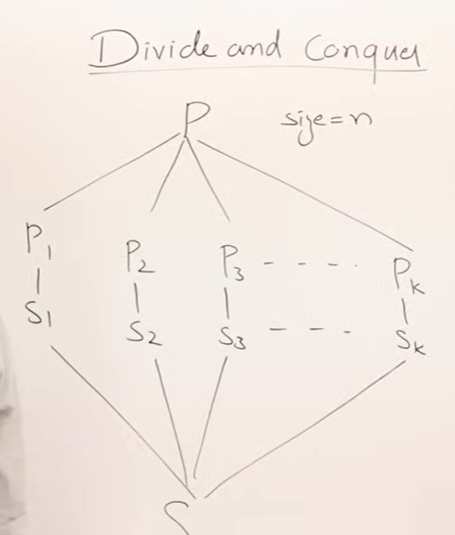 Divide and Conquer
P size=n
P1 P2 P3 - - - - Pk
S1 S2 S3 - - - Sk
S